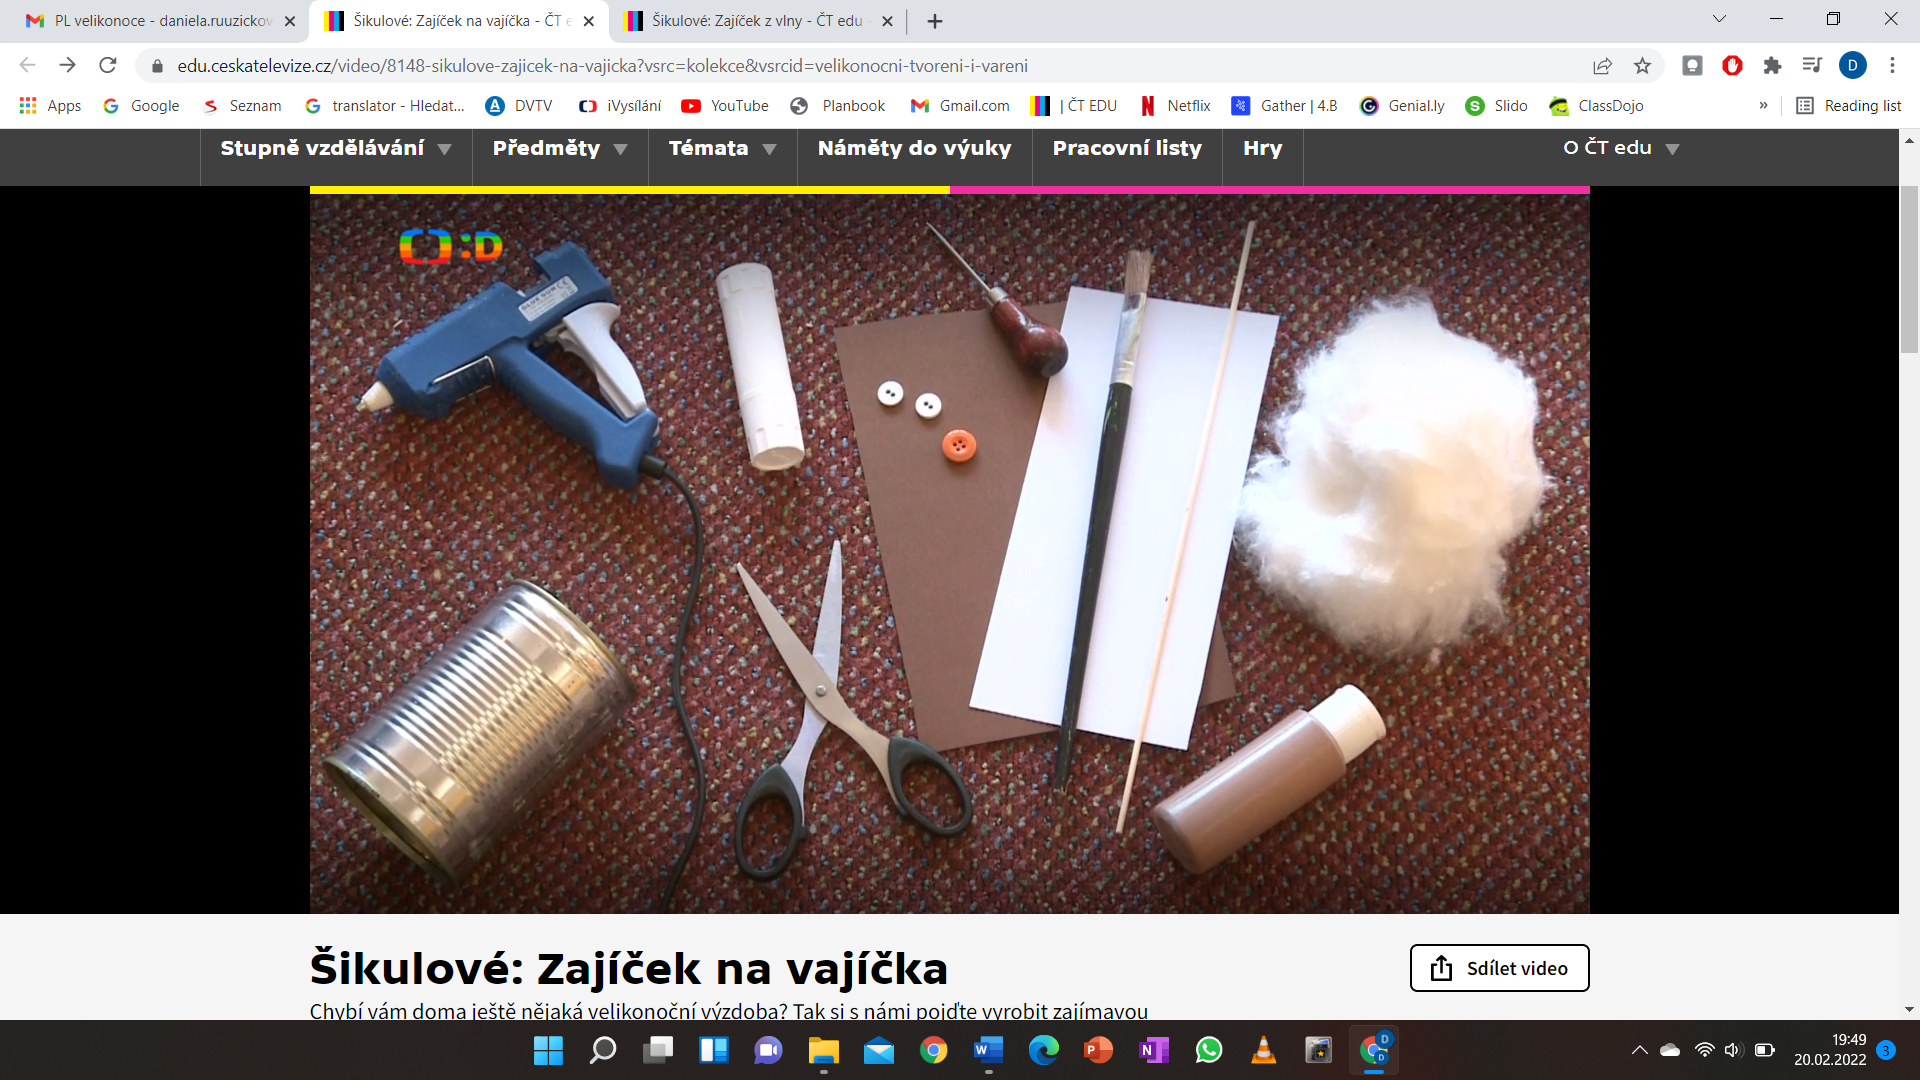 PL velikonoce - daniela.ruuzickov
Šikulové: Zajíček na vajíčka - ČT e
Šikulové: Zajíček z vlny - ČT edu -
edu.ceskatelevize.cz/video/8148-sikulove-zajicek-na-vajicka?vsrc=kolekce&vsrcid=velikonocni-tvoreni-i-vareni
D
Apps Google Seznam translator - Hledat... DVTV iVysílání YouTube Planbook Gmail.com | ČT EDU Netflix Gather | 4.B Genial.ly Slido ClassDojo » Reading list
Stupně vzdělávání Předměty Témata Náměty do výuky Pracovní listy Hry O ČT edu
:D
Šikulové: Zajíček na vajíčka
Sdílet video
Chybí vám doma ještě nějaká velikonoční výzdoba? Tak si s námi pojďte vyrobit zajímavou
19:49
20.02.2022
3